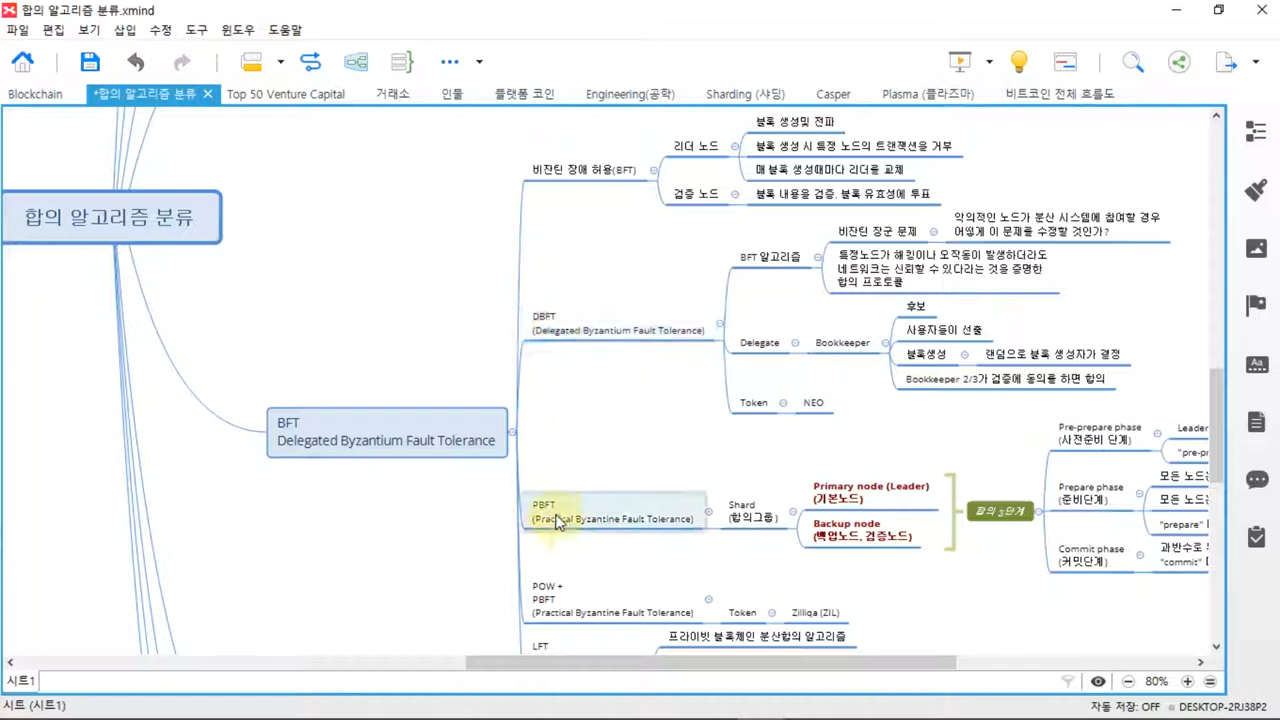 합의 알고리즘 분류.xmind
파일 편집 보기 삽입 수정 도구 윈도우 도움말
Blockchain *합의 알고리즘 분류 Top 50 Venture Capital 거래소 인물 플랫폼 코인 Engineering(공학) Sharding (샤딩) Casper Plasma (플라즈마) 비트코인 전체 흐름도
합의 알고리즘 분류
BFT
Delegated Byzantium Fault Tolerance
비잔틴 장애 허용(BFT)
리더 노드
블록 생성및 전파
블록 생성 시 특정 노드의 트랜잭션을 거부
매 블록 생성때마다 리더를 교체
검증 노드
블록 내용을 검증, 블록 유효성에 투표
DBFT
(Delegated Byzantium Fault Tolerance)
BFT 알고리즘
비잔틴 장군 문제
악의적인 노드가 분산 시스템에 참여할 경우
어떻게 이 문제를 수정할 것인가?
특정노드가 해킹이나 오작동이 발생하더라도
네트워크는 신뢰할 수 있다라는 것을 증명한
합의 프로토콜
Delegate
Bookkeeper
후보
사용자들이 선출
블록생성
랜덤으로 블록 생성자가 결정
Bookkeeper 2/3가 검증에 동의를 하면 합의
Token
NEO
PBFT
(Practical Byzantine Fault Tolerance)
Shard
(합의그룹)
Primary node (Leader)
(기본노드)
Backup node
(백업노드, 검증노드)
합의 3단계
Pre-prepare phase
(사전준비 단계)
Leader
"pre-pr
Prepare phase
(준비단계)
모든 노드는
모든 노드
"prepare"
Commit phase
(커밋단계)
과반수로
"commit"
POW +
PBFT
(Practical Byzantine Fault Tolerance)
Token
Zilliqa (ZIL)
LFT
프라이빗 블록체인 분산합의 알고리즘
시트1
80%
시트 (시트1)
자동 저장: OFF
DESKTOP-2RJ38P2